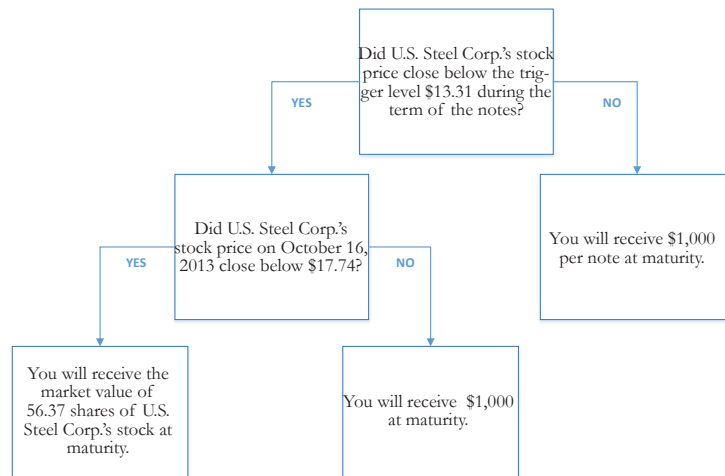 Did U.S. Steel Corp.'s stock
price close below the trig-
ger level $13.31 during the
term of the notes?
YES
NO
Did U.S. Steel Corp.'s
stock price on October 16,
2013 close below $17.74?
You will receive $1,000
per note at maturity.
YES
NO
You will receive the
market value of
56.37 shares of U.S.
Steel Corp.'s stock at
maturity.
You will receive $1,000
at maturity.